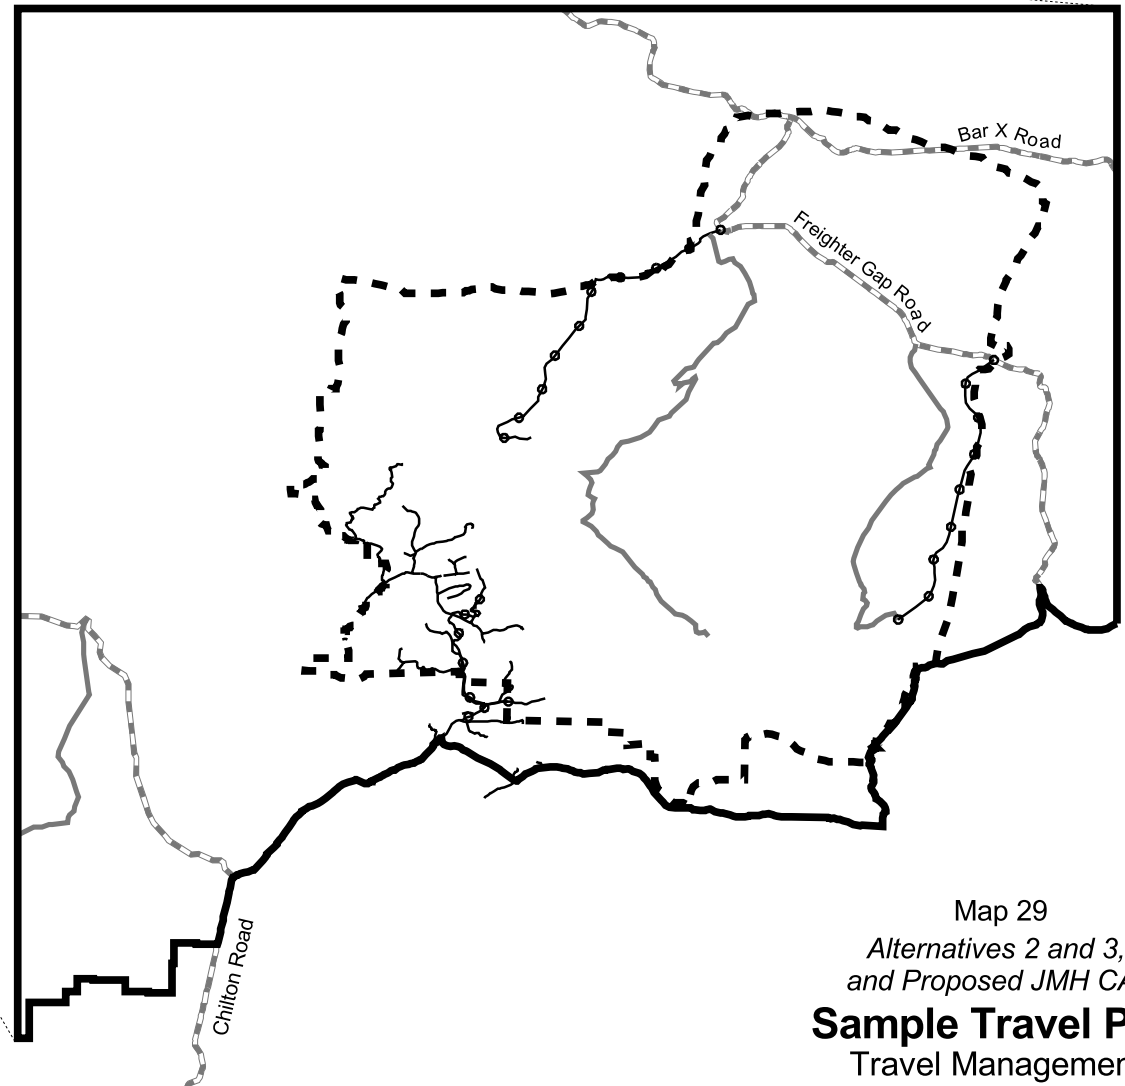 Bar X Road
Freighter Gap Road
Chilton Road
Map 29
Alternatives 2 and 3,
and Proposed JMH CA
Sample Travel P
Travel Managemen